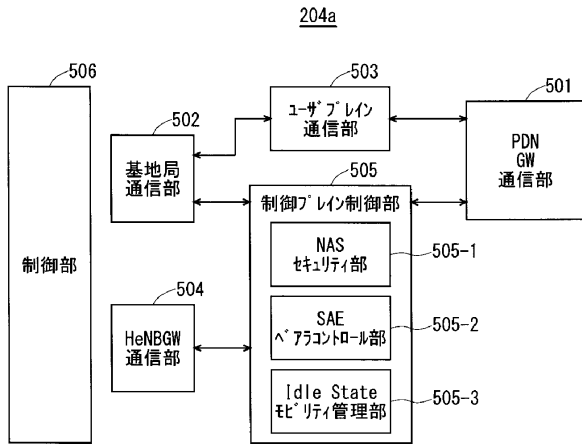 204a
506
503
501
502
ﾕｰｻﾞﾌﾟﾚｲﾝ
通信部
PDN
GW
通信部
基地局
通信部
505
制御ﾌﾟﾚｲﾝ制御部
制御部
NAS
ｾｷｭﾘﾃｨ部
505-1
504
HeNBGW
通信部
SAE
ﾍﾞｱﾗｺﾝﾄﾛｰﾙ部
505-2
Idle State
ﾓﾋﾞﾘﾃｨ管理部
505-3